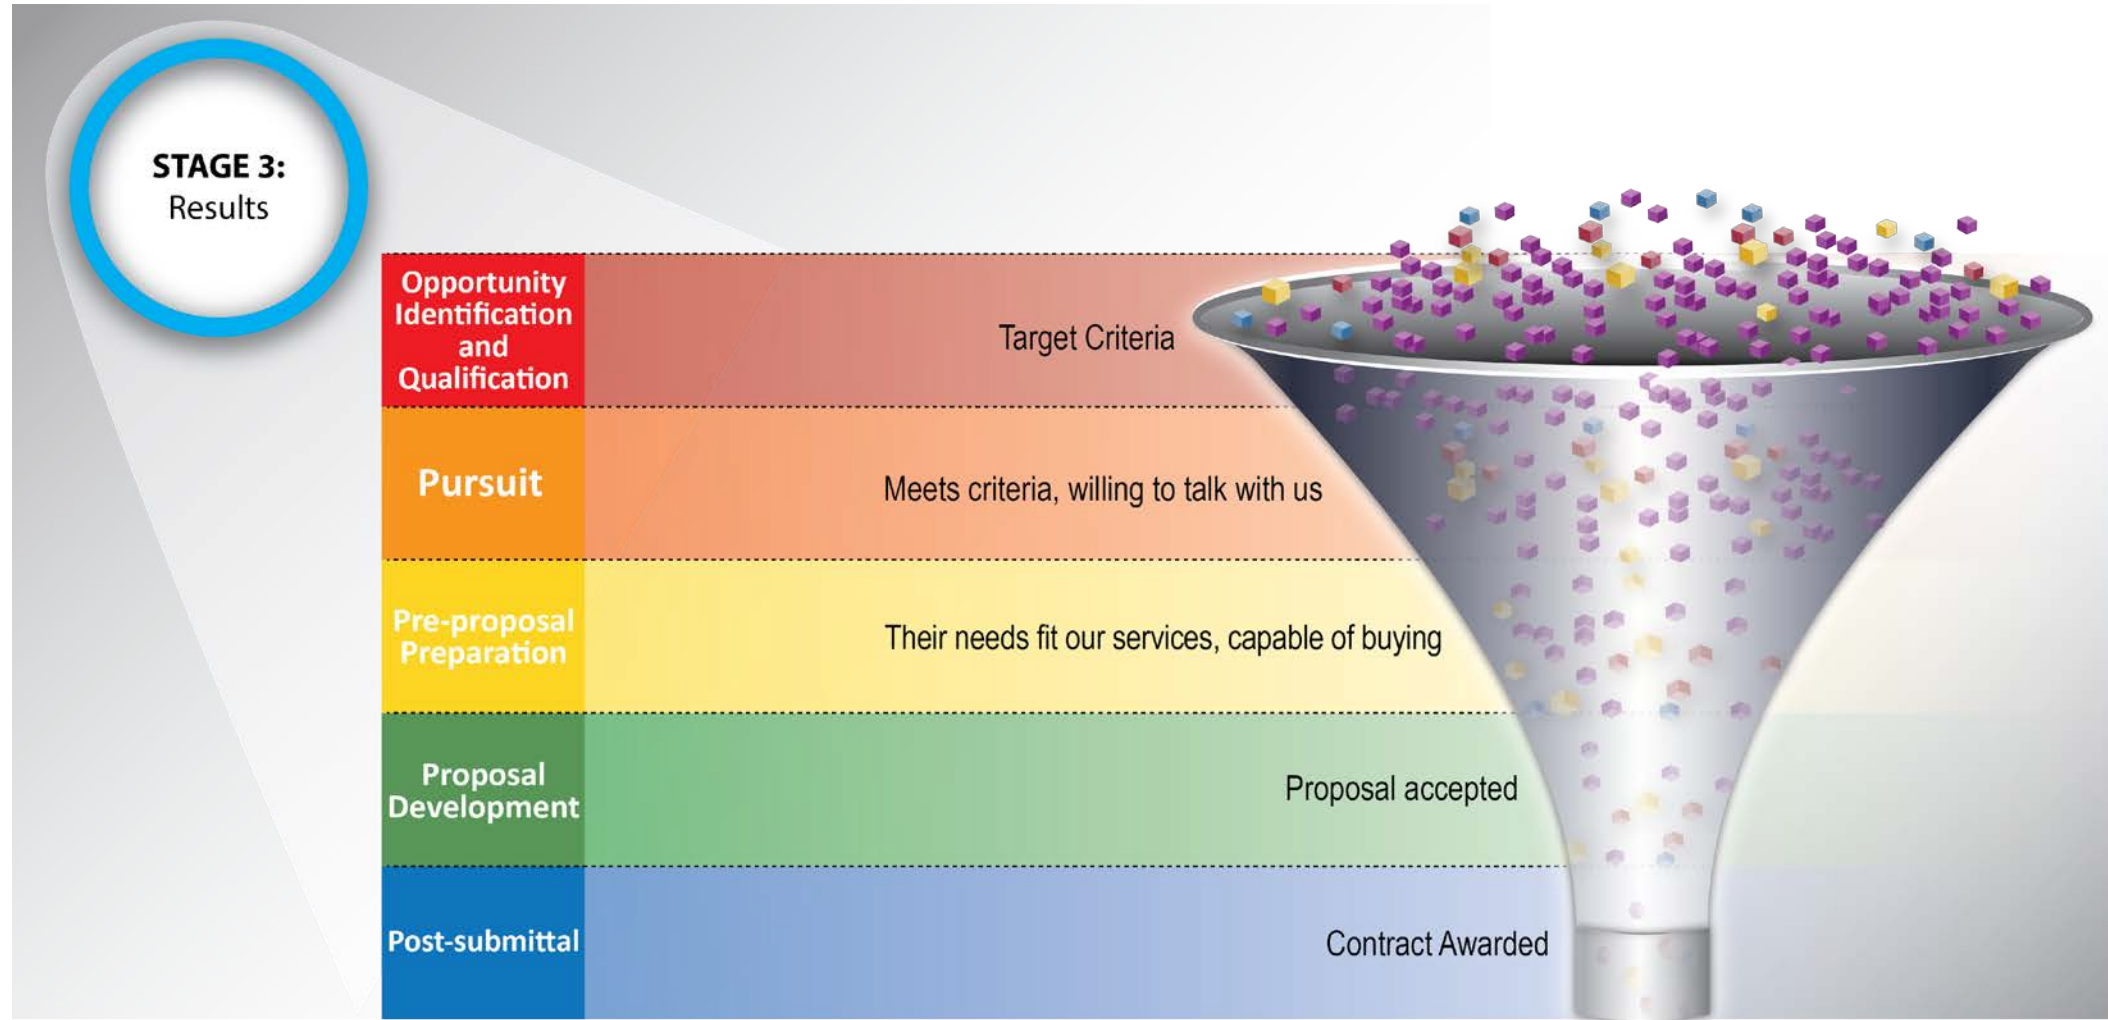 STAGE 3:
Results
Opportunity
Identification
and
Qualification
Target Criteria
Pursuit
Meets criteria, willing to talk with us
Pre-proposal
Preparation
Their needs fit our services, capable of buying
Proposal
Development
Proposal accepted
Post-submittal
Contract Awarded